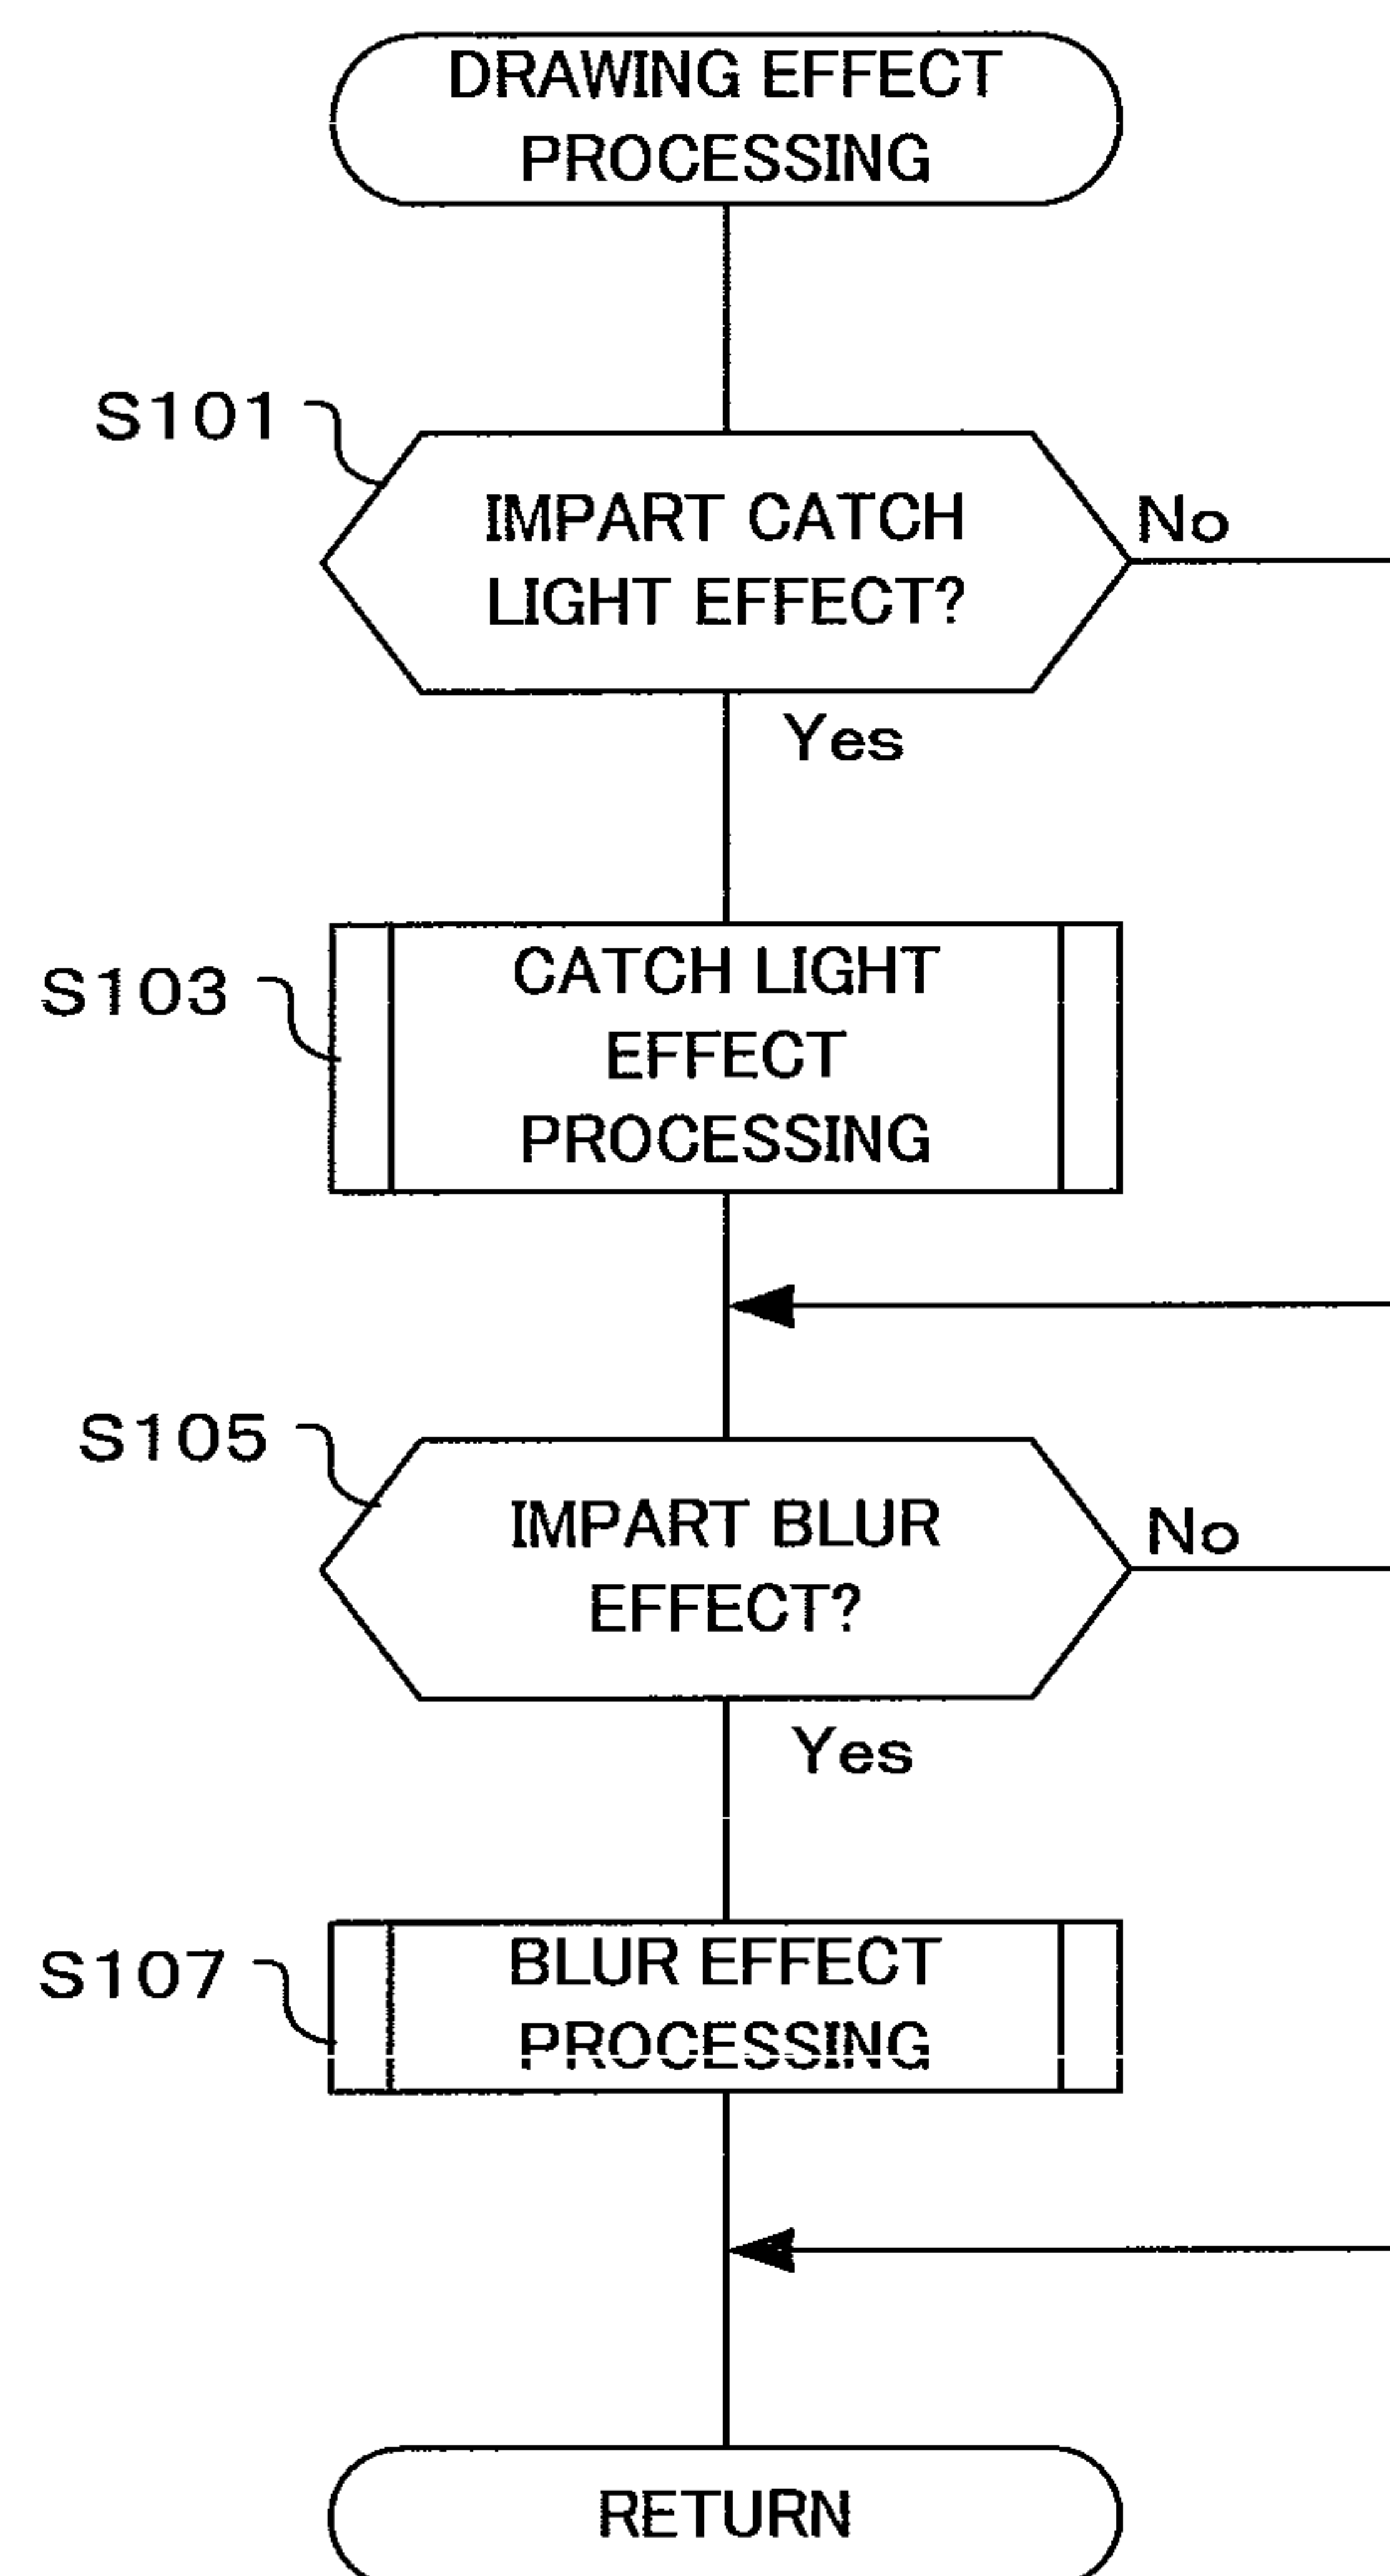 DRAWING EFFECT
PROCESSING
S101
IMPART CATCH
LIGHT EFFECT?
No
Yes
S103
CATCH LIGHT
EFFECT
PROCESSING
S105
IMPART BLUR
EFFECT?
No
Yes
S107
BLUR EFFECT
PROCESSING
RETURN